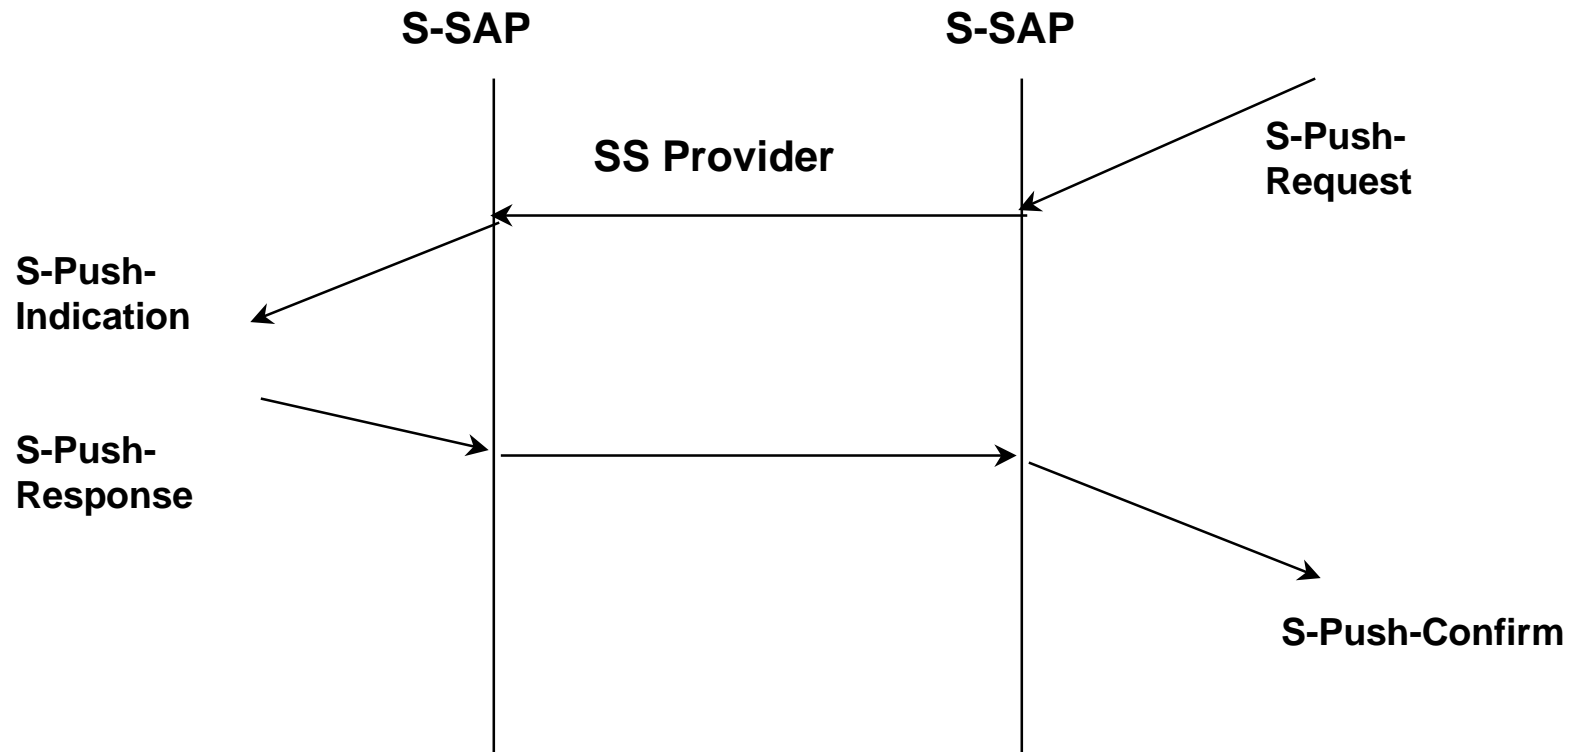 S-SAP
S-SAP
SS Provider
S-Push-
Request
S-Push-
Indication
S-Push-
Response
S-Push-Confirm